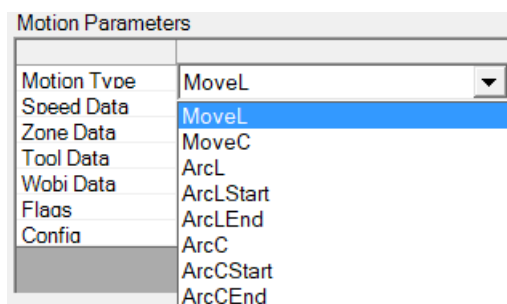 Motion Parameters
Motion Type MoveL
Speed Data MoveL
Zone Data MoveC
Tool Data ArcL
Wobj Data ArcLStart
Flags ArcLEnd
Config ArcC
ArcCStart
ArcCEnd